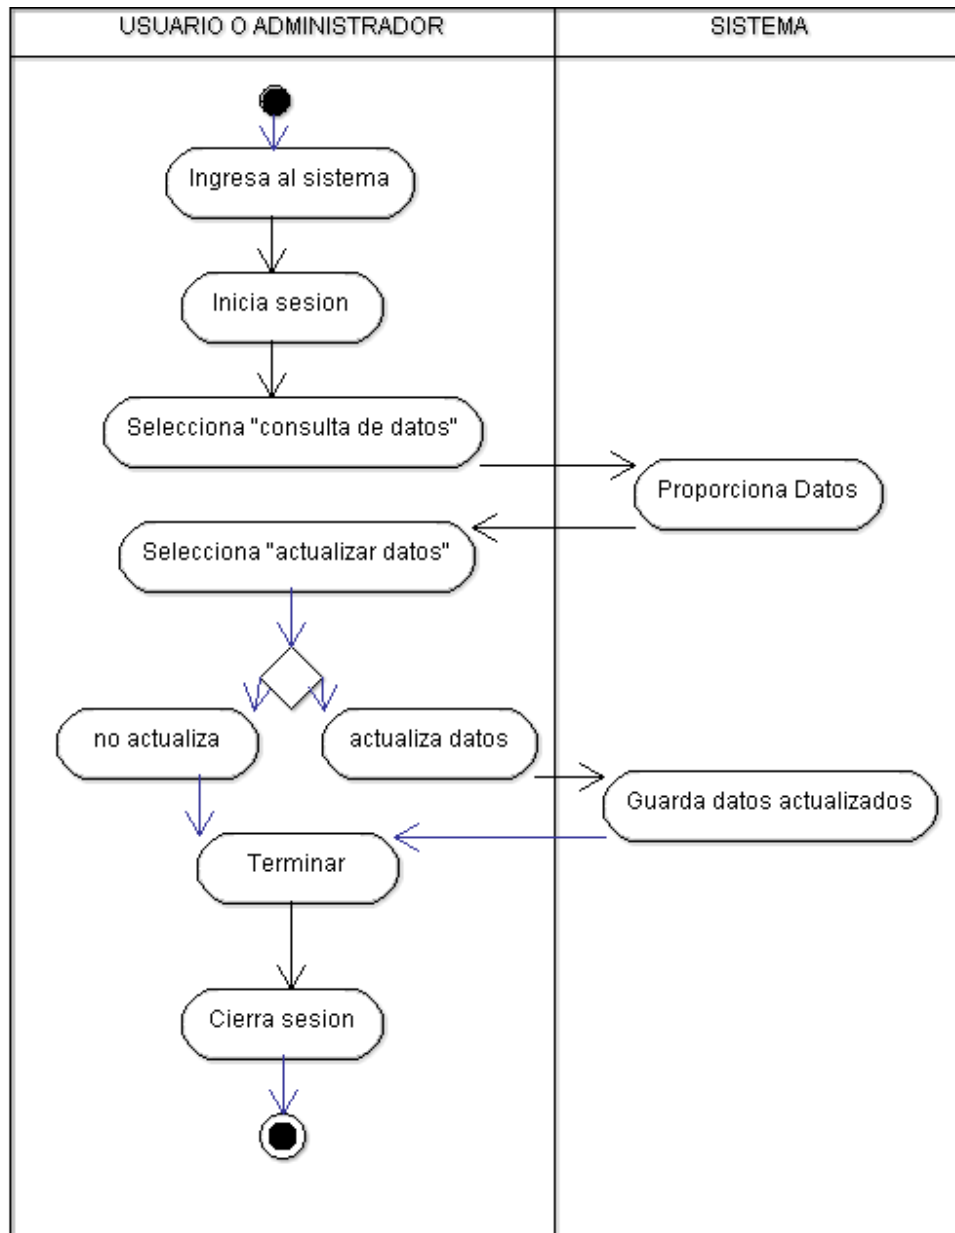 USUARIO O ADMINISTRADOR
SISTEMA
Ingresa al sistema
Inicia sesion
Selecciona "consulta de datos"
Proporciona Datos
Selecciona "actualizar datos"
no actualiza
actualiza datos
Guarda datos actualizados
Terminar
Cierra sesion